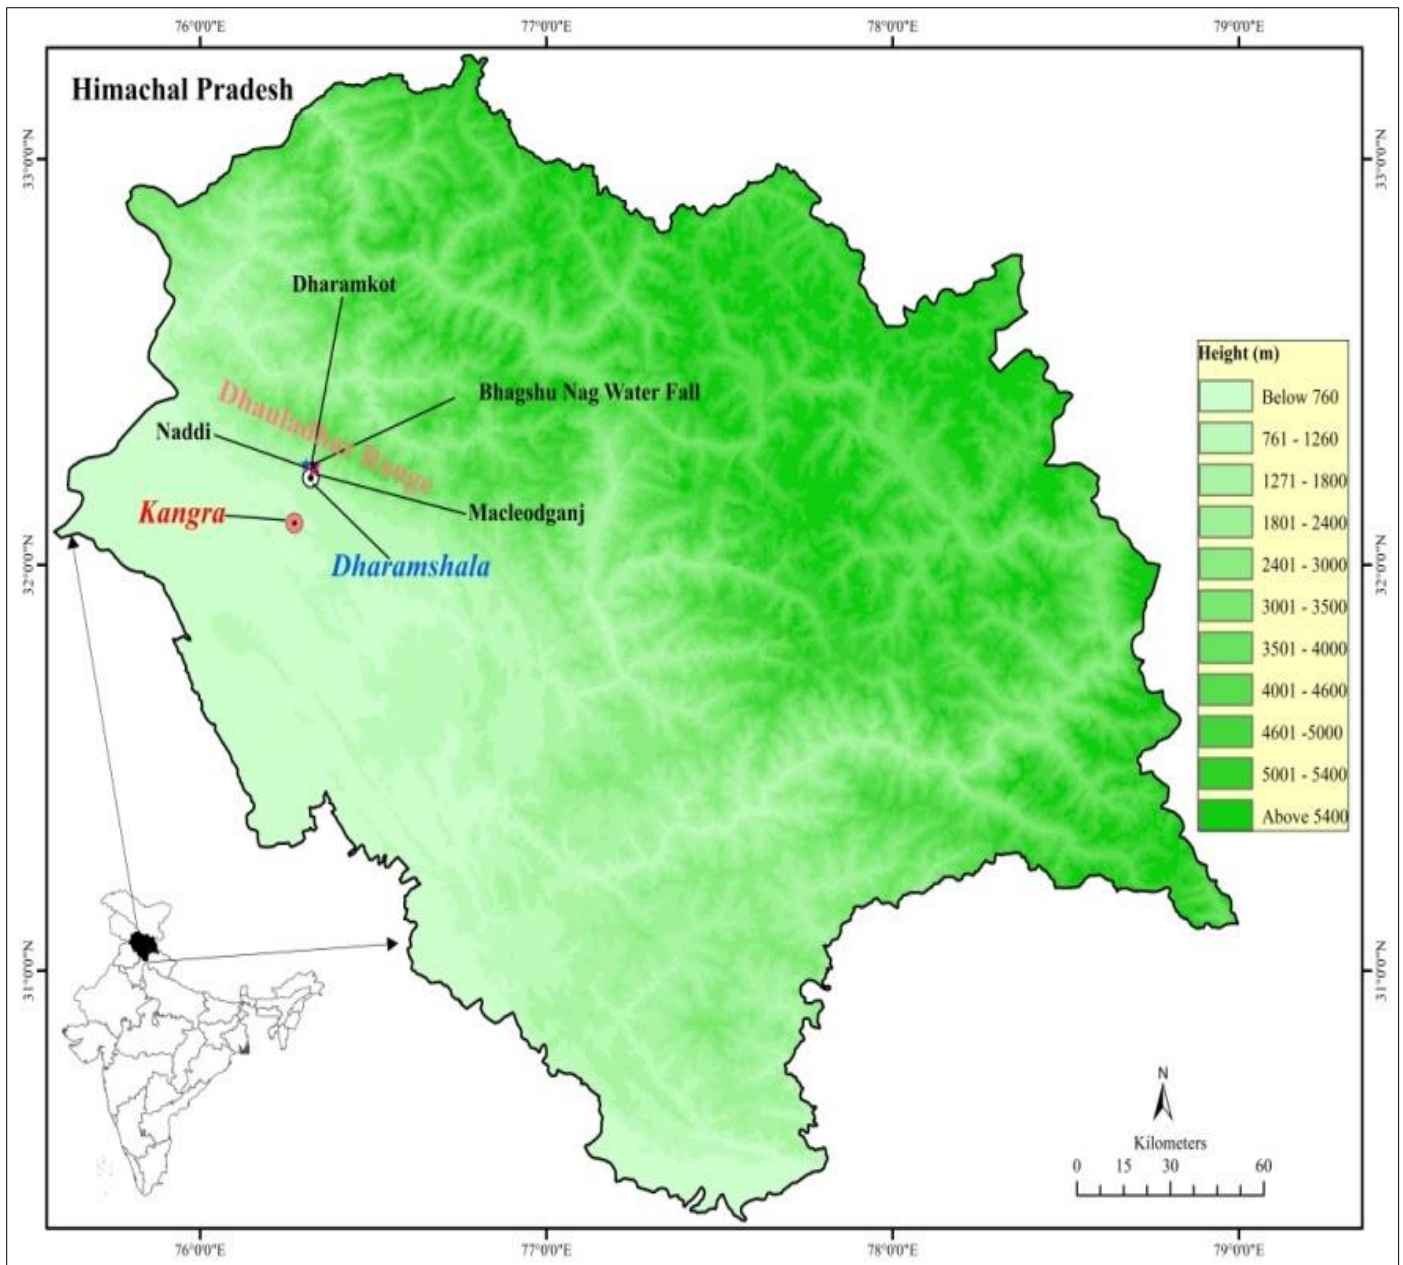 76°0'0"E 77°0'0"E 78°0'0"E 79°0'0"E
Himachal Pradesh
33°0'0"N 33°0'0"N
Dharamkot
Dhauladhar Range
Bhagshu Nag Water Fall
Naddi
Kangra
Macleodganj
Dharamshala
32°0'0"N 32°0'0"N
Height (m)
Below 760
761 - 1260
1271 - 1800
1801 - 2400
2401 - 3000
3001 - 3500
3501 - 4000
4001 - 4600
4601 -5000
5001 - 5400
Above 5400
31°0'0"N 31°0'0"N
N
Kilometers
0 15 30 60
76°0'0"E 77°0'0"E 78°0'0"E 79°0'0"E